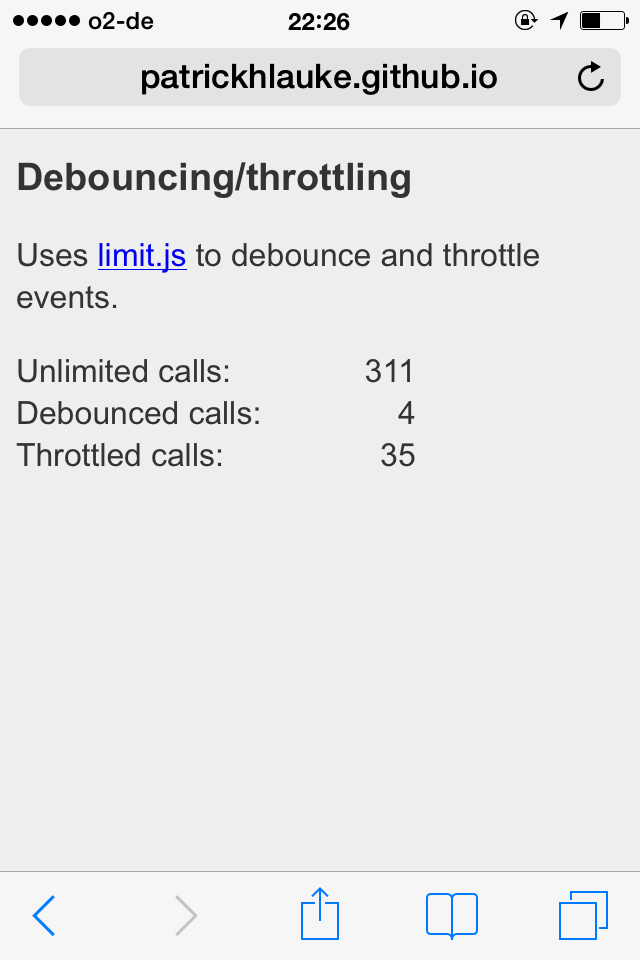 o2-de 22:26
patrickhlauke.github.io
Debouncing/throttling
Uses limit.js to debounce and throttle
events.
Unlimited calls: 311
Debounced calls: 4
Throttled calls: 35